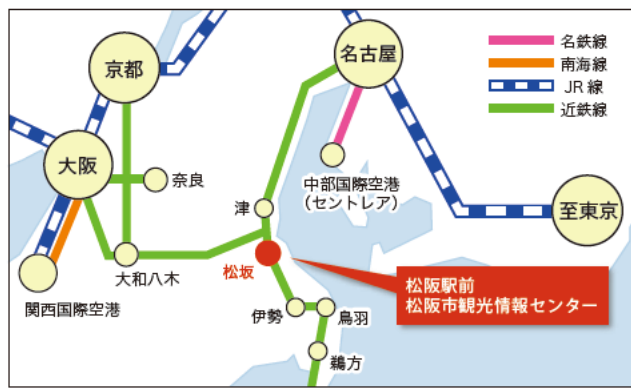 京都
名古屋
名鉄線
南海線
JR 線
近鉄線
大阪
奈良
中部国際空港
(セントレア)
津
至東京
大和八木
松坂
関西国際空港
松阪駅前
松阪市観光情報センター
伊勢
鳥羽
鵜方